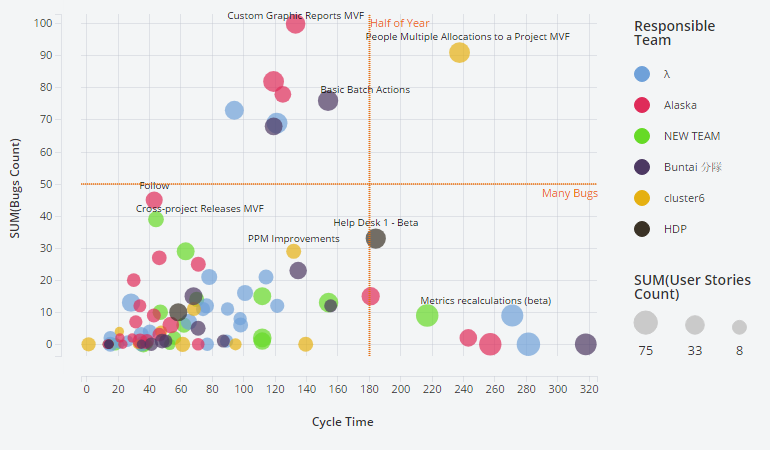 Custom Graphic Reports MVF
Half of Year
People Multiple Allocations to a Project MVF
Basic Batch Actions
Many Bugs
Follow
Cross-project Releases MVF
Help Desk 1 - Beta
PPM Improvements
Metrics recalculations (beta)
SUM(Bugs Count)
100
90
80
70
60
50
40
30
20
10
0
0 20 40 60 80 100 120 140 160 180 200 220 240 260 280 300 320
Cycle Time
Responsible
Team
λ
Alaska
NEW TEAM
Buntai 分隊
cluster6
HDP
SUM(User Stories
Count)
75 33 8